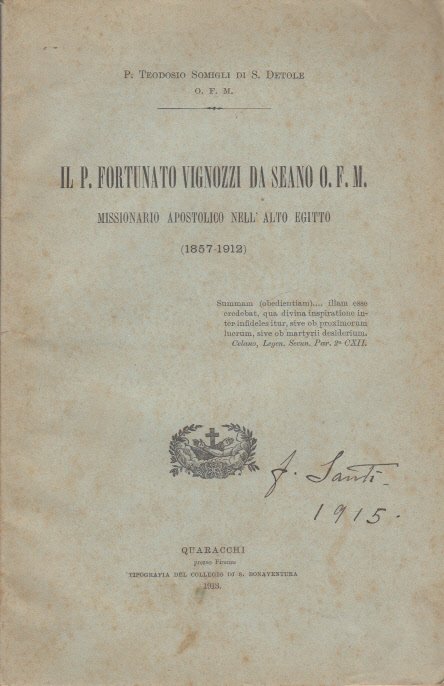 P. Teodosio Somigli di S. Detole
O. F. M.
IL P. FORTUNATO VIGNOZZI DA SEANO O. F. M.
MISSIONARIO APOSTOLICO NELL' ALTO EGITTO
(1857-1912)
Summam (obedientiam).... illam esse
credebat, qua divina inspiratione in-
ter infideles itur, sive ob proximorum
lucrum, sive ob martyrii desiderium.
Celano, Legen. Secun. Par. 2ª CXII.
f. Santi
1915.
QUARACCHI
presso Firenze
TIPOGRAFIA DEL COLLEGIO DI S. BONAVENTURA
1913.